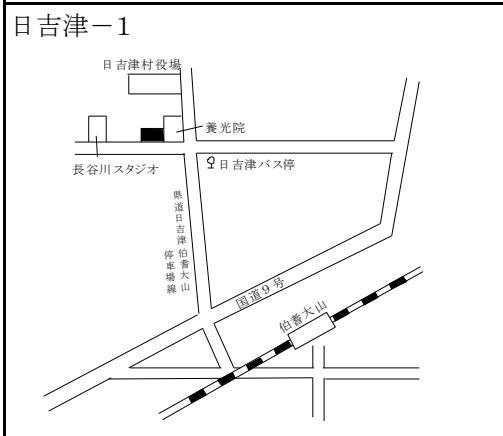 日吉津－1
日吉津村役場
養光院
長谷川スタジオ
日吉津バス停
県道日吉津伯耆大山
停車場線
国道9号
伯耆大山